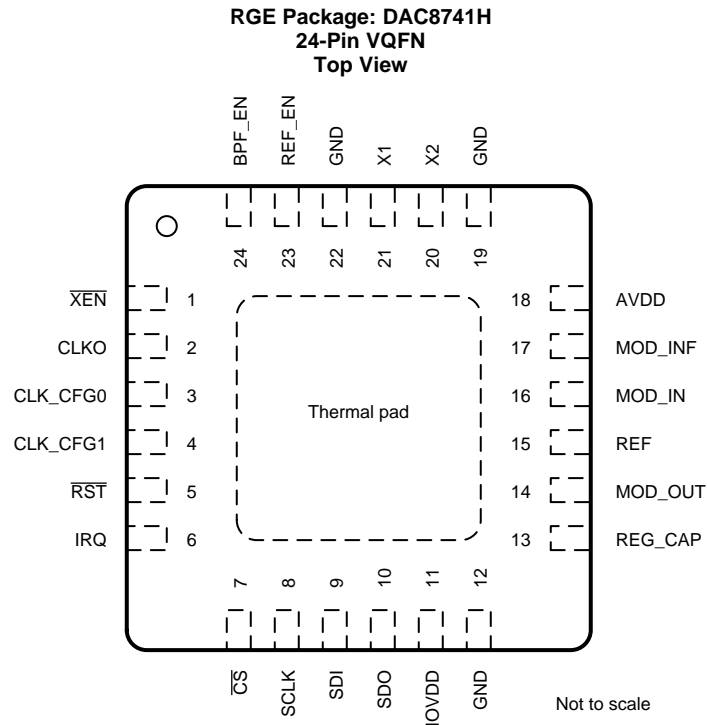 RGE Package: DAC8741H
24-Pin VQFN
Top View
BPF_EN
REF_EN
GND
X1
X2
GND
24
23
22
21
20
19
XEN 1
CLKO 2
CLK_CFG0 3
CLK_CFG1 4
RST 5
IRQ 6
18 AVDD
17 MOD_INF
16 MOD_IN
15 REF
14 MOD_OUT
13 REG_CAP
Thermal pad
7
8
9
10
11
12
CS
SCLK
SDI
SDO
IOVDD
GND
Not to scale